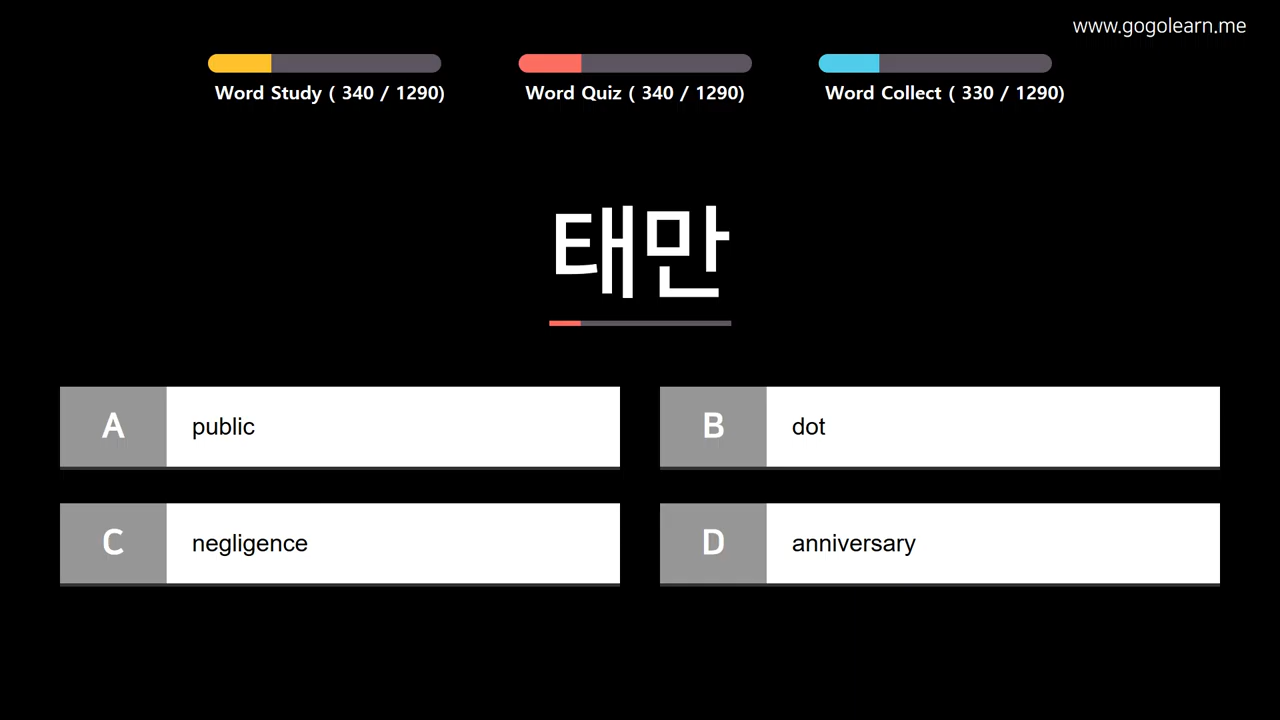 www.gogolearn.me
Word Study ( 340 / 1290)
Word Quiz ( 340 / 1290)
Word Collect ( 330 / 1290)
태만
A public
B dot
C negligence
D anniversary